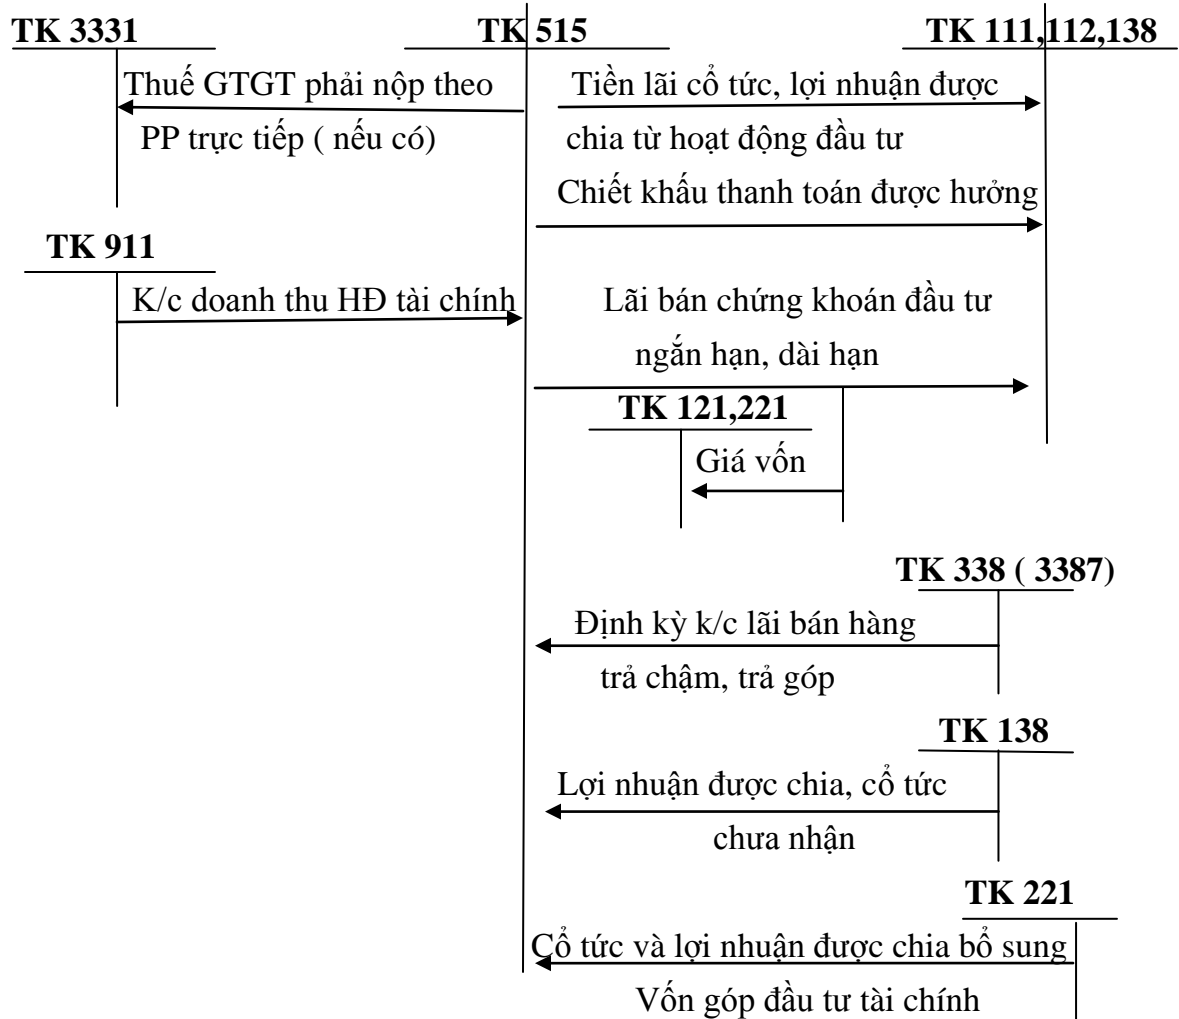 TK 3331 TK 515 TK 111,112,138
Thuế GTGT phải nộp theo Tiền lãi cổ tức, lợi nhuận được
PP trực tiếp ( nếu có) chia từ hoạt động đầu tư
Chiết khấu thanh toán được hưởng
TK 911
K/c doanh thu HĐ tài chính Lãi bán chứng khoán đầu tư
ngắn hạn, dài hạn
TK 121,221
Giá vốn
TK 338 ( 3387)
Định kỳ k/c lãi bán hàng
trả chậm, trả góp
TK 138
Lợi nhuận được chia, cổ tức
chưa nhận
TK 221
Cổ tức và lợi nhuận được chia bổ sung
Vốn góp đầu tư tài chính